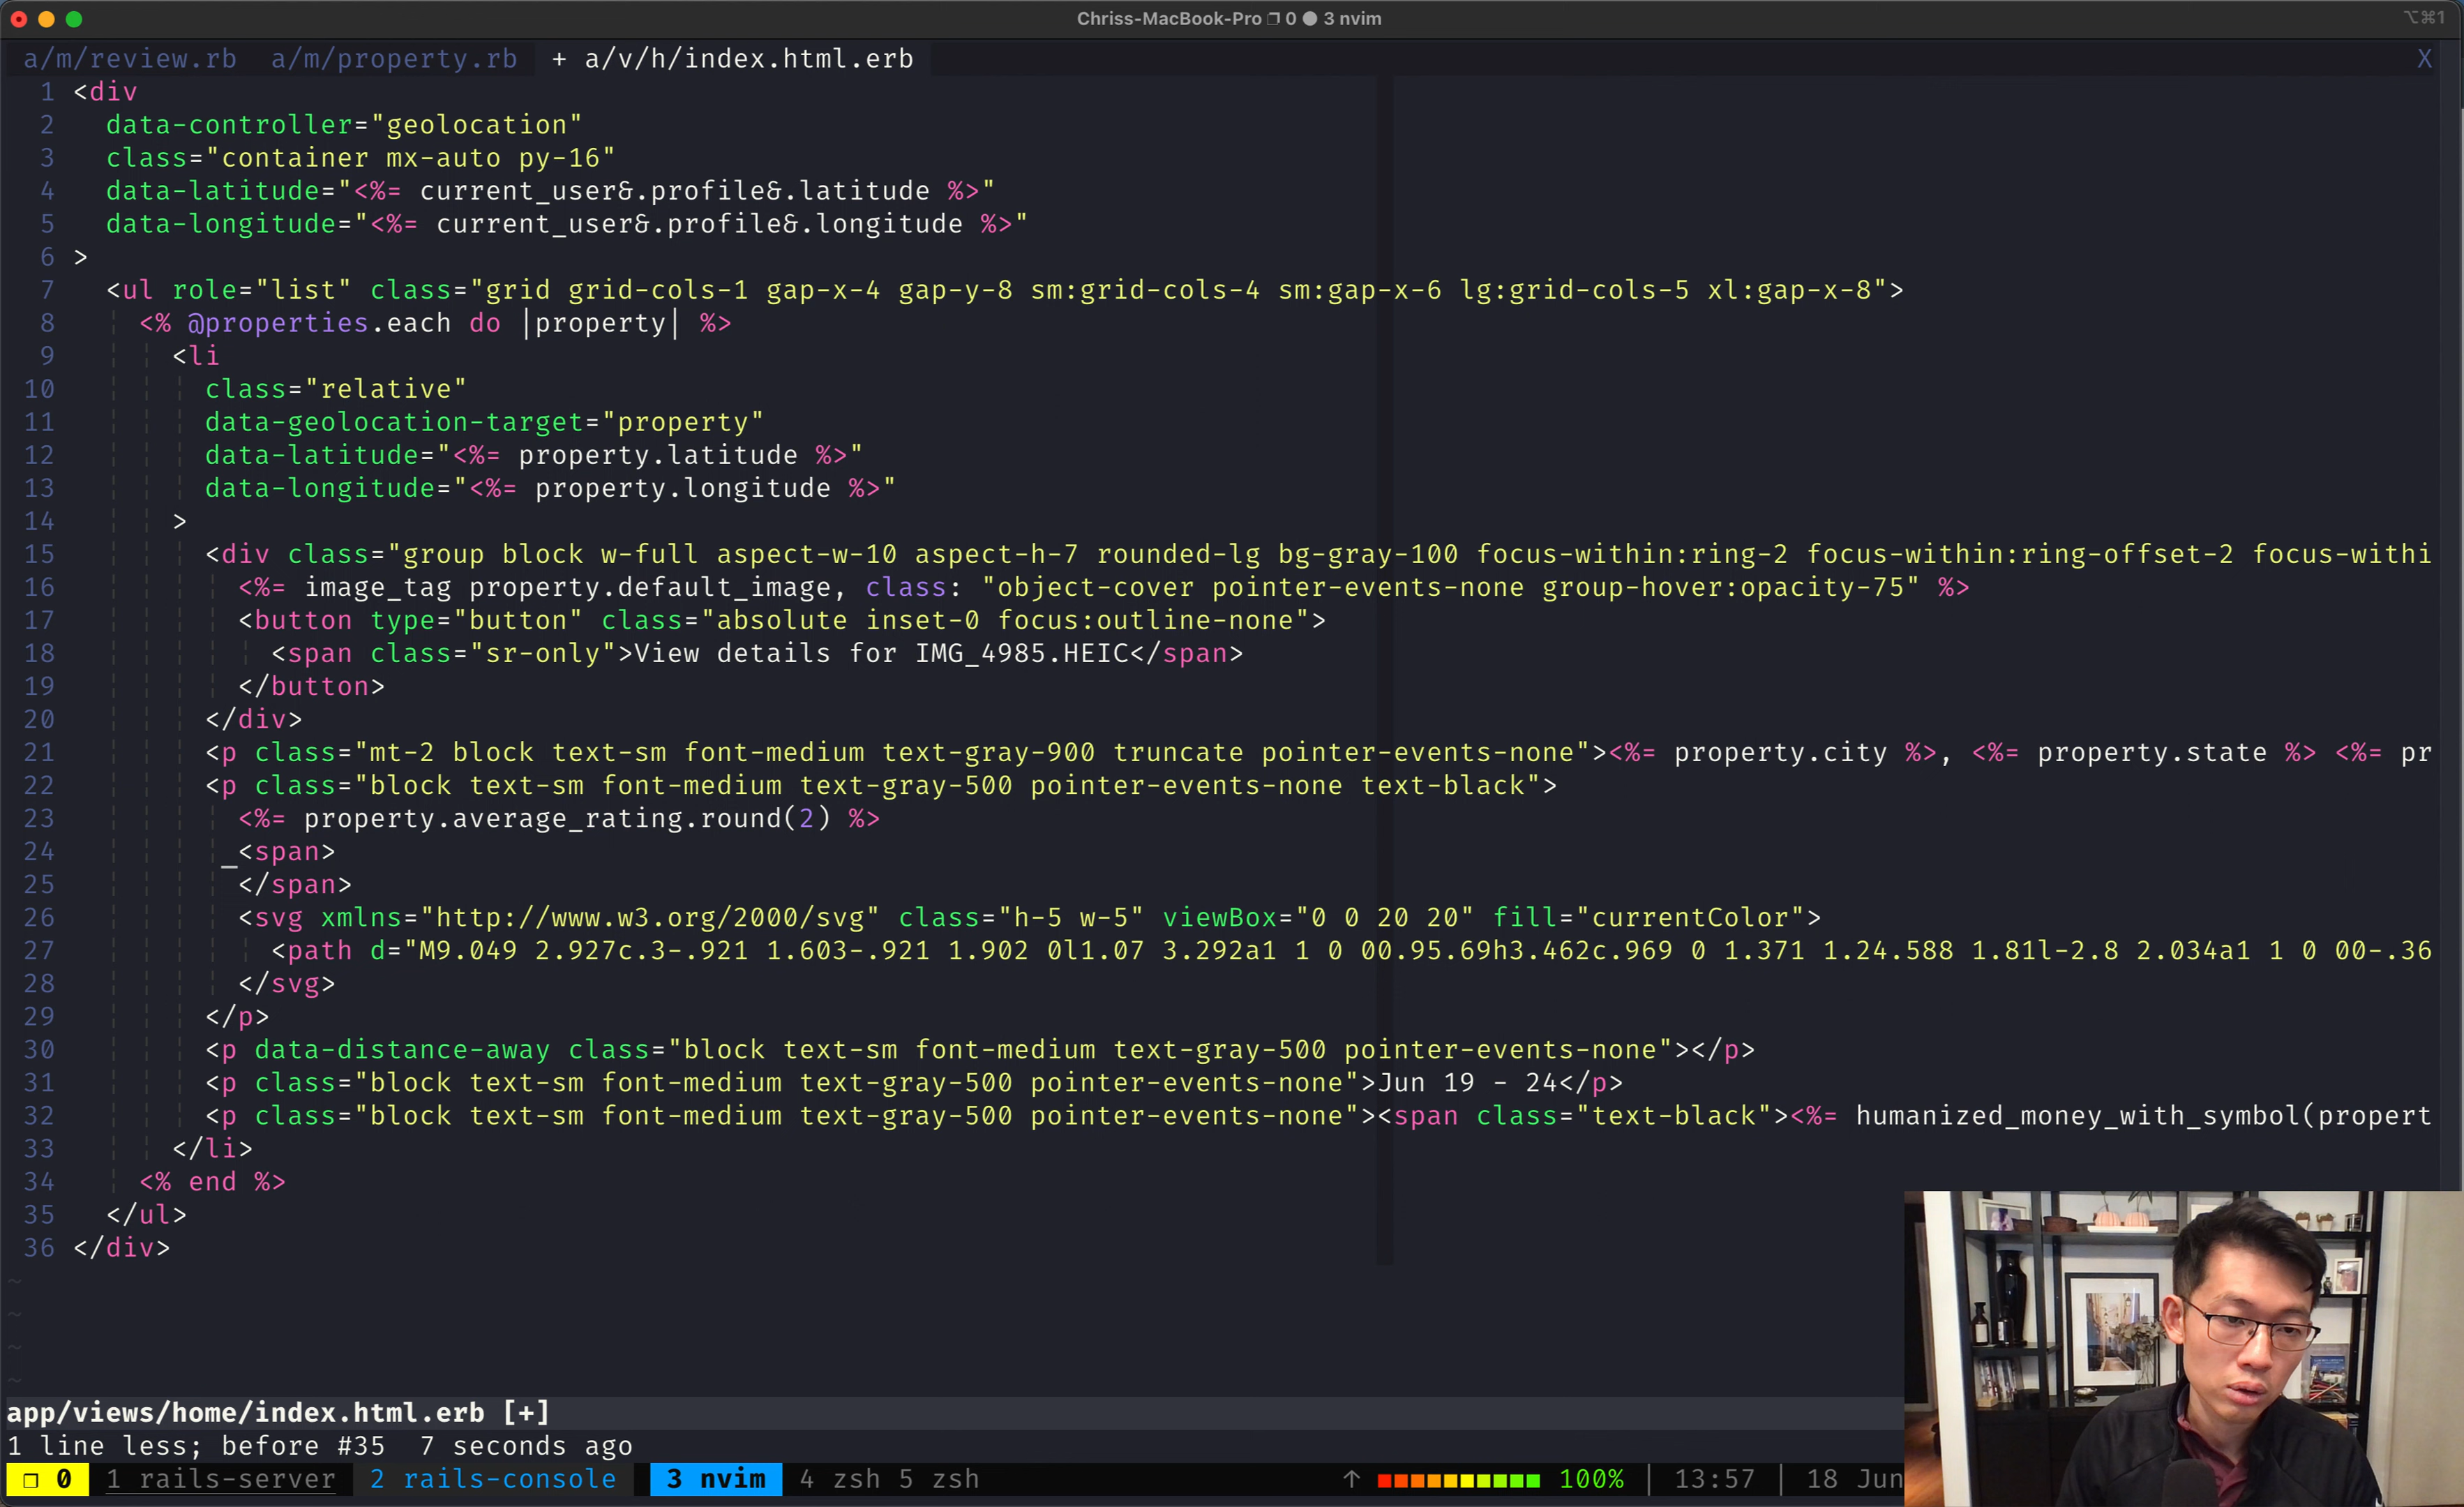 Chriss-MacBook-Pro ❐ 0 ● 3 nvim
⌥⌘1
a/m/review.rb a/m/property.rb + a/v/h/index.html.erb X
1 <div
2 data-controller="geolocation"
3 class="container mx-auto py-16"
4 data-latitude="<%= current_user&.profile&.latitude %>"
5 data-longitude="<%= current_user&.profile&.longitude %>"
6 >
7 <ul role="list" class="grid grid-cols-1 gap-x-4 gap-y-8 sm:grid-cols-4 sm:gap-x-6 lg:grid-cols-5 xl:gap-x-8">
8 <% @properties.each do |property| %>
9 <li
10 class="relative"
11 data-geolocation-target="property"
12 data-latitude="<%= property.latitude %>"
13 data-longitude="<%= property.longitude %>"
14 >
15 <div class="group block w-full aspect-w-10 aspect-h-7 rounded-lg bg-gray-100 focus-within:ring-2 focus-within:ring-offset-2 focus-withi
16 <%= image_tag property.default_image, class: "object-cover pointer-events-none group-hover:opacity-75" %>
17 <button type="button" class="absolute inset-0 focus:outline-none">
18 <span class="sr-only">View details for IMG_4985.HEIC</span>
19 </button>
20 </div>
21 <p class="mt-2 block text-sm font-medium text-gray-900 truncate pointer-events-none"><%= property.city %>, <%= property.state %> <%= pr
22 <p class="block text-sm font-medium text-gray-500 pointer-events-none text-black">
23 <%= property.average_rating.round(2) %>
24 <span>
25 </span>
26 <svg xmlns="http://www.w3.org/2000/svg" class="h-5 w-5" viewBox="0 0 20 20" fill="currentColor">
27 <path d="M9.049 2.927c.3-.921 1.603-.921 1.902 0l1.07 3.292a1 1 0 00.95.69h3.462c.969 0 1.371 1.24.588 1.81l-2.8 2.034a1 1 0 00-.36
28 </svg>
29 </p>
30 <p data-distance-away class="block text-sm font-medium text-gray-500 pointer-events-none"></p>
31 <p class="block text-sm font-medium text-gray-500 pointer-events-none">Jun 19 - 24</p>
32 <p class="block text-sm font-medium text-gray-500 pointer-events-none"><span class="text-black"><%= humanized_money_with_symbol(propert
33 </li>
34 <% end %>
35 </ul>
36 </div>
~
~
~
~
app/views/home/index.html.erb [+]
1 line less; before #35 7 seconds ago
❐ 0 1 rails-server 2 rails-console 3 nvim 4 zsh 5 zsh ↑ 100% | 13:57 | 18 Jun